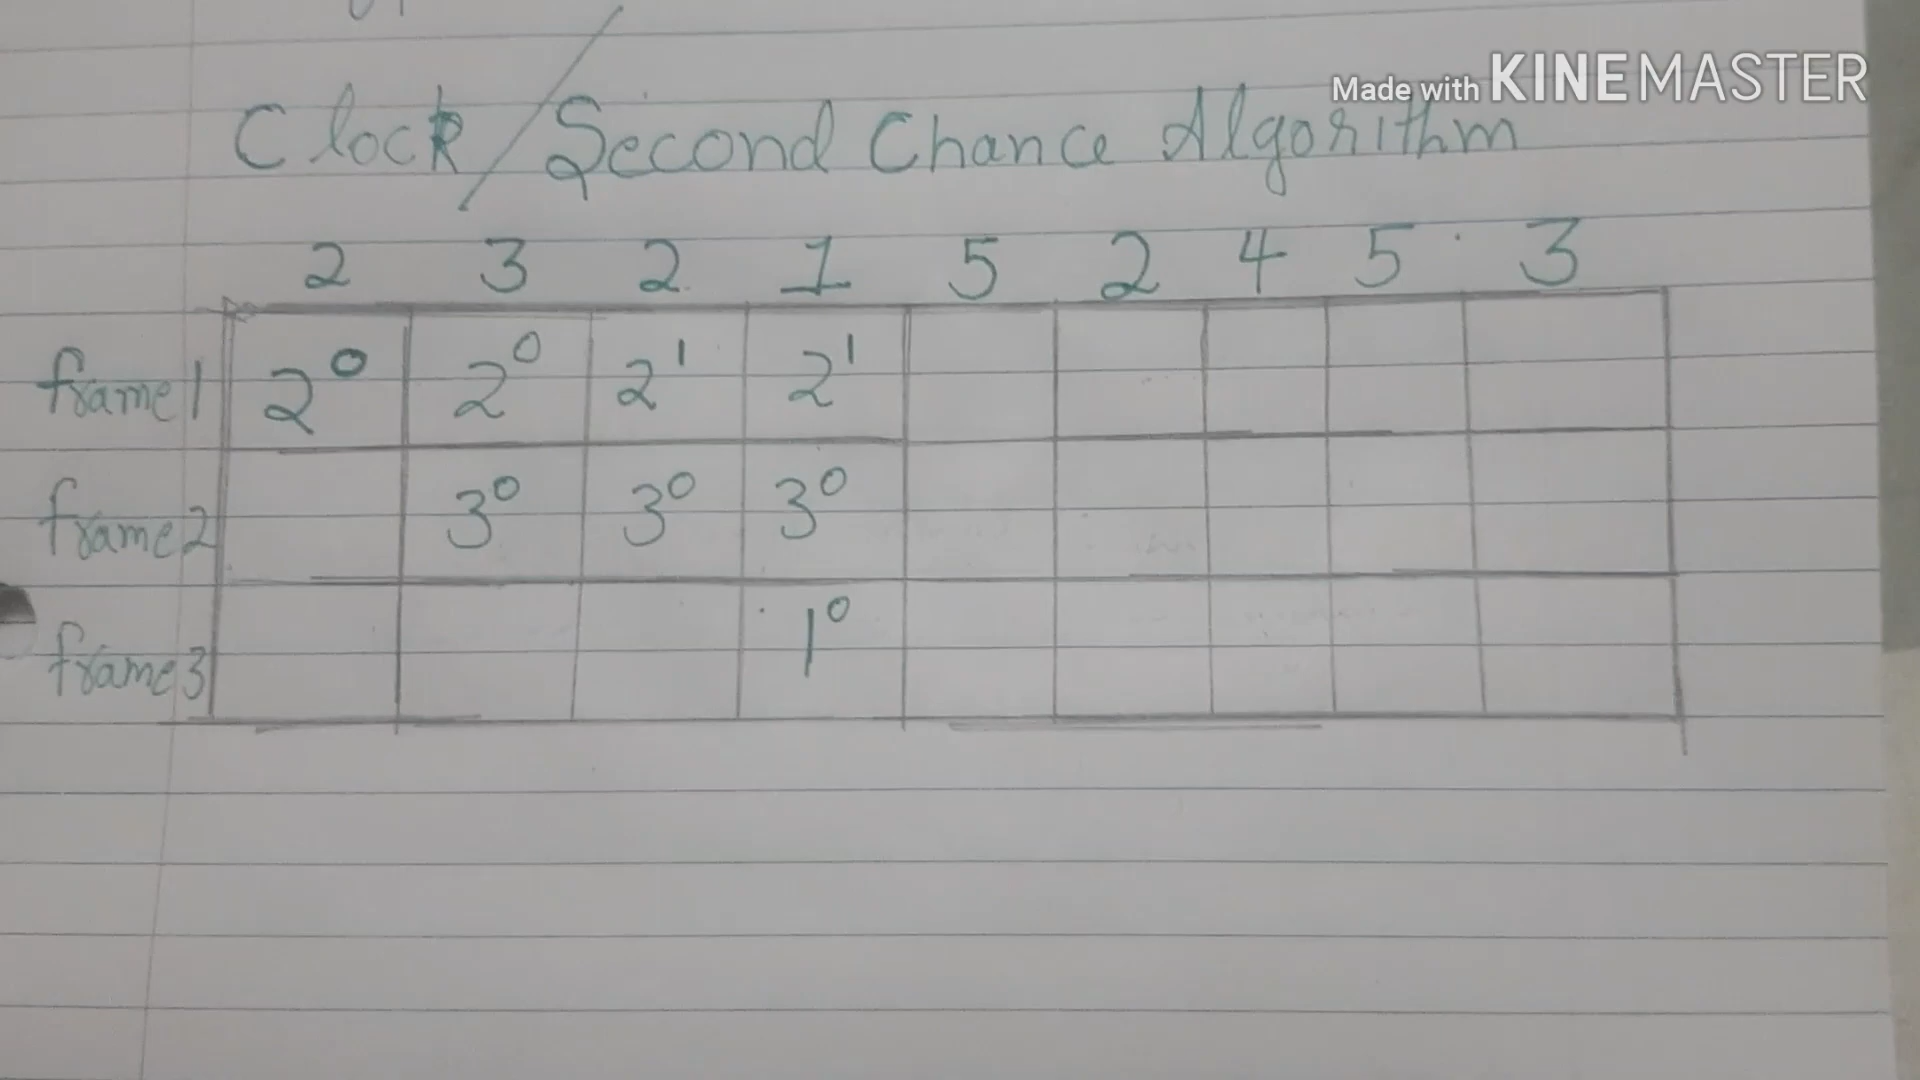 Made with KINEMASTER
Clock/Second Chance Algorithm
2 3 2 1 5 2 4 5 3
frame1 2⁰ 2⁰ 2¹ 2¹
frame2 3⁰ 3⁰ 3⁰
frame3 1⁰